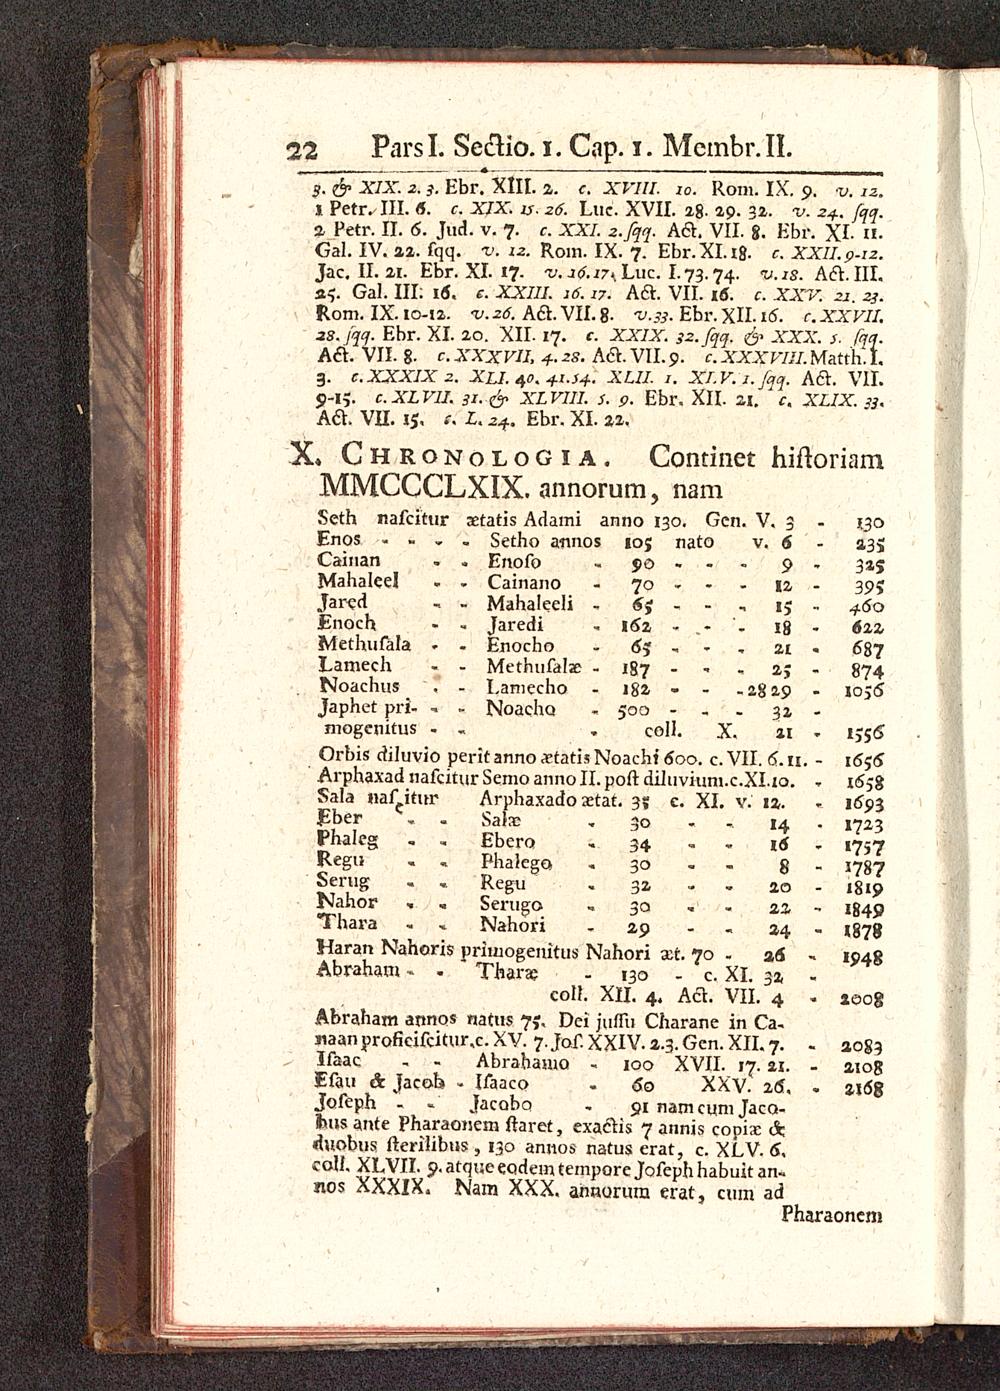 22 Pars I. Sectio. 1. Cap. 1. Membr. II.
3. & XIX. 2. 3. Ebr. XIII. 2. c. XVIII. 10. Rom. IX. 9. v. 12.
1 Petr. III. 6. c. XIX. 15. 26. Luc. XVII. 28. 29. 32. v. 24. ſqq.
2 Petr. II. 6. Jud. v. 7. c. XXI. 2. ſqq. Act. VII. 8. Ebr. XI. 11.
Gal. IV. 22. ſqq. v. 12. Rom. IX. 7. Ebr. XI. 18. c. XXII. 9-12.
Jac. II. 21. Ebr. XI. 17. v. 16. 17. Luc. I. 73. 74. v. 18. Act. III.
25. Gal. III. 16. c. XXIII. 16. 17. Act. VII. 16. c. XXV. 21. 23.
Rom. IX. 10-12. v. 26. Act. VII. 8. v. 33. Ebr. XII. 16. c. XXVII.
28. ſqq. Ebr. XI. 20. XII. 17. c. XXIX. 32. ſqq. & XXX. 5. ſqq.
Act. VII. 8. c. XXXVII, 4. 28. Act. VII. 9. c. XXXVIII. Matth. I.
3. c. XXXIX 2. XLI. 40. 41. 54. XLII. 1. XLV. 1. ſqq. Act. VII.
9-15. c. XLVII. 31. & XLVIII. 5. 9. Ebr. XII. 21. c. XLIX. 33.
Act. VII. 15. c. L. 24. Ebr. XI. 22.
X. CHRONOLOGIA. Continet hiſtoriam
MMCCCLXIX. annorum, nam
Seth naſcitur ætatis Adami anno 130. Gen. V. 3 - 130
Enos - - - - Setho annos 105 nato v. 6 - 235
Cainan - - Enoſo - 90 - - - 9 - 325
Mahaleel - - Cainano - 70 - - - 12 - 395
Jared - - Mahaleeli - 65 - - - 15 - 460
Enoch - - Jaredi - 162 - - - 18 - 622
Methuſala - - Enocho - 65 - - - 21 - 687
Lamech - - Methuſalæ - 187 - - - 25 - 874
Noachus - - Lamecho - 182 - - - 28 29 - 1056
Japhet pri- - - Noacho - 500 - - - 32 -
mogenitus - - - coll. X. 21 - 1556
Orbis diluvio perit anno ætatis Noachi 600. c. VII. 6. 11. - 1656
Arphaxad naſcitur Semo anno II. poſt diluvium. c. XI. 10. - 1658
Sala naſcitur Arphaxado ætat. 35 c. XI. v. 12. - 1693
Eber - - Salæ - 30 - - 14 - 1723
Phaleg - - Ebero - 34 - - 16 - 1757
Regu - - Phalego - 30 - - 8 - 1787
Serug - - Regu - 32 - - 20 - 1819
Nahor - - Serugo - 30 - - 22 - 1849
Thara - - Nahori - 29 - - 24 - 1878
Haran Nahoris primogenitus Nahori æt. 70 - 26 - 1948
Abraham - - Tharæ - 130 - c. XI. 32 -
coll. XII. 4. Act. VII. 4 - 2008
Abraham annos natus 75. Dei juſſu Charane in Ca-
naan proficiſcitur, c. XV. 7. Joſ. XXIV. 2. 3. Gen. XII. 7. - 2083
Iſaac - - Abrahamo - 100 XVII. 17. 21. - 2108
Eſau & Jacob - Iſaaco - 60 XXV. 26. - 2168
Joſeph - - Jacobo - 91 nam cum Jaco-
bus ante Pharaonem ſtaret, exactis 7 annis copiæ &
duobus ſterilibus, 130 annos natus erat, c. XLV. 6.
coll. XLVII. 9. atque eodem tempore Joſeph habuit an-
nos XXXIX. Nam XXX. annorum erat, cum ad
Pharaonem